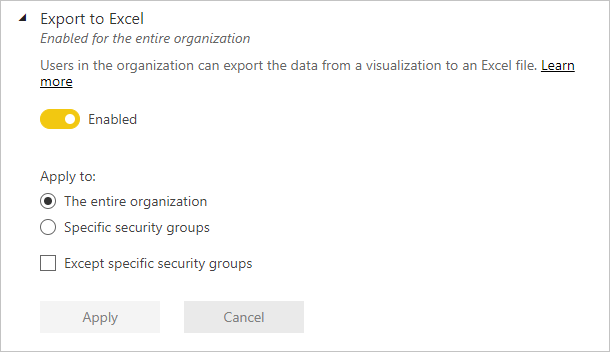 Export to Excel
Enabled for the entire organization
Users in the organization can export the data from a visualization to an Excel file. Learn
more
Enabled
Apply to:
The entire organization
Specific security groups
Except specific security groups
Apply Cancel